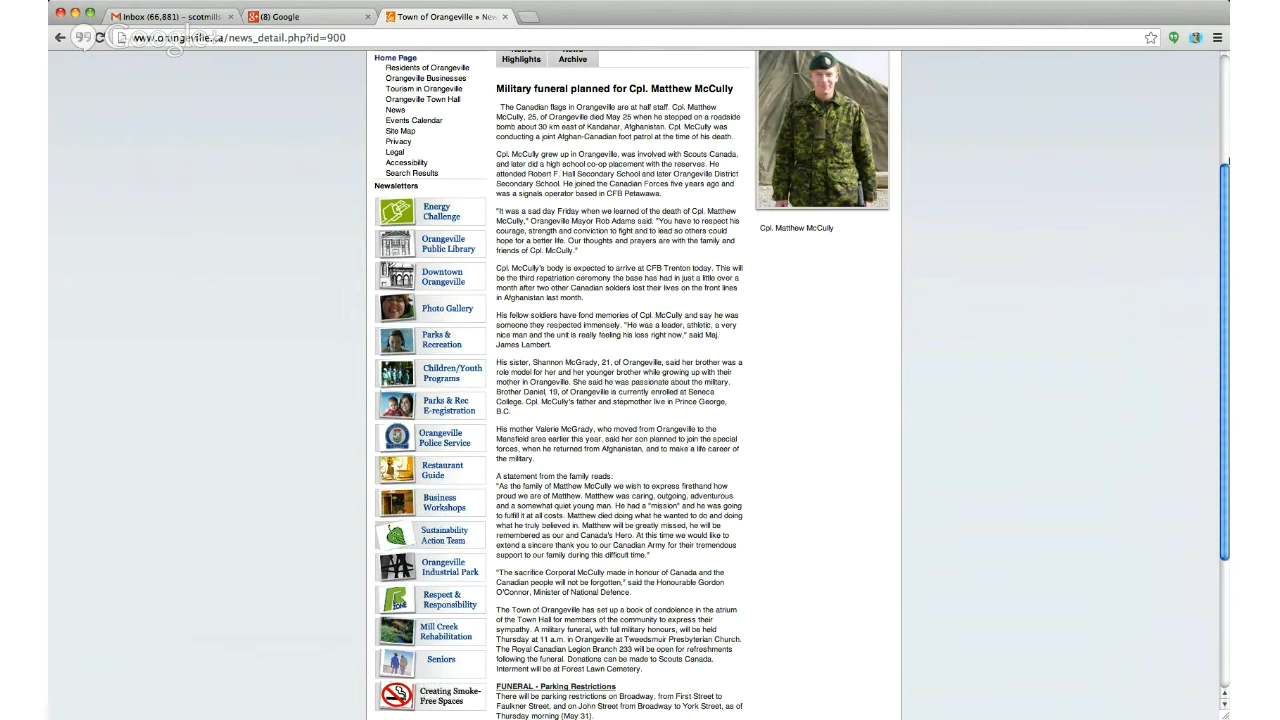 Inbox (66,881) – scotmills
(8) Google
Town of Orangeville » New
Google+
www.orangeville.ca/news_detail.php?id=900
Home Page
Residents of Orangeville
Orangeville Businesses
Tourism in Orangeville
Orangeville Town Hall
News
Events Calendar
Site Map
Privacy
Legal
Accessibility
Search Results
Newsletters
Energy
Challenge
Orangeville
Public Library
Downtown
Orangeville
Photo Gallery
Parks &
Recreation
Children/Youth
Programs
Parks & Rec
E-registration
Orangeville
Police Service
Restaurant
Guide
Business
Workshops
Sustainability
Action Team
Orangeville
Industrial Park
Respect &
Responsibility
Mill Creek
Rehabilitation
Seniors
Creating Smoke-
Free Spaces
News News
Highlights Archive
Military funeral planned for Cpl. Matthew McCully
The Canadian flags in Orangeville are at half staff. Cpl. Matthew
McCully, 25, of Orangeville died May 25 when he stepped on a roadside
bomb about 30 km east of Kandahar, Afghanistan. Cpl. McCully was
conducting a joint Afghan-Canadian foot patrol at the time of his death.
Cpl. McCully grew up in Orangeville, was involved with Scouts Canada,
and later did a high school co-op placement with the reserves. He
attended Robert F. Hall Secondary School and later Orangeville District
Secondary School. He joined the Canadian Forces five years ago and
was a signals operator based in CFB Petawawa.
"It was a sad day Friday when we learned of the death of Cpl. Matthew
McCully," Orangeville Mayor Rob Adams said. "You have to respect his
courage, strength and conviction to fight and to lead so others could
hope for a better life. Our thoughts and prayers are with the family and
friends of Cpl. McCully."
Cpl. McCully's body is expected to arrive at CFB Trenton today. This will
be the third repatriation ceremony the base has had in just a little over a
month after two other Canadian solders lost their lives on the front lines
in Afghanistan last month.
His fellow soldiers have fond memories of Cpl. McCully and say he was
someone they respected immensely. "He was a leader, athletic, a very
nice man and the unit is really feeling his loss right now," said Maj.
James Lambert.
His sister, Shannon McGrady, 21, of Orangeville, said her brother was a
role model for her and her younger brother while growing up with their
mother in Orangeville. She said he was passionate about the military.
Brother Daniel, 19, of Orangeville is currently enrolled at Seneca
College. Cpl. McCully's father and stepmother live in Prince George,
B.C.
His mother Valerie McGrady, who moved from Orangeville to the
Mansfield area earlier this year, said her son planned to join the special
forces, when he returned from Afghanistan, and to make a life career of
the military.
A statement from the family reads:
"As the family of Matthew McCully we wish to express firsthand how
proud we are of Matthew. Matthew was caring, outgoing, adventurous
and a somewhat quiet young man. He had a "mission" and he was going
to fulfill it at all costs. Matthew died doing what he wanted to do and doing
what he truly believed in. Matthew will be greatly missed, he will be
remembered as our and Canada's Hero. At this time we would like to
extend a sincere thank you to our Canadian Army for their tremendous
support to our family during this difficult time."
"The sacrifice Corporal McCully made in honour of Canada and the
Canadian people will not be forgotten," said the Honourable Gordon
O'Connor, Minister of National Defence.
The Town of Orangeville has set up a book of condolence in the atrium
of the Town Hall for members of the community to express their
sympathy. A military funeral, with full military honours, will be held
Thursday at 11 a.m. in Orangeville at Tweedsmuir Presbyterian Church.
The Royal Canadian Legion Branch 233 will be open for refreshments
following the funeral. Donations can be made to Scouts Canada.
Interment will be at Forest Lawn Cemetery.
FUNERAL - Parking Restrictions
There will be parking restrictions on Broadway, from First Street to
Faulkner Street, and on John Street from Broadway to York Street, as of
Thursday morning (May 31).
Cpl. Matthew McCully